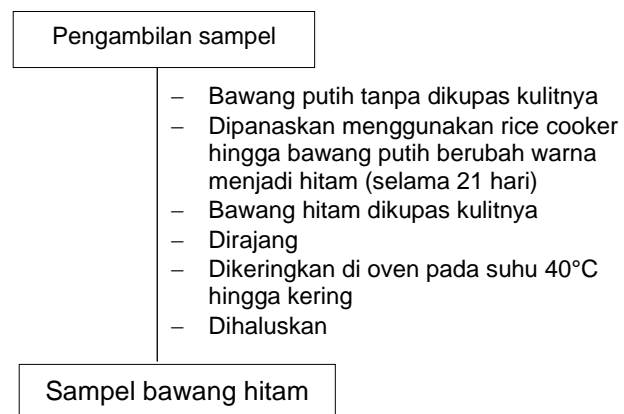 Pengambilan sampel
– Bawang putih tanpa dikupas kulitnya
– Dipanaskan menggunakan rice cooker
hingga bawang putih berubah warna
menjadi hitam (selama 21 hari)
– Bawang hitam dikupas kulitnya
– Dirajang
– Dikeringkan di oven pada suhu 40°C
hingga kering
– Dihaluskan
Sampel bawang hitam